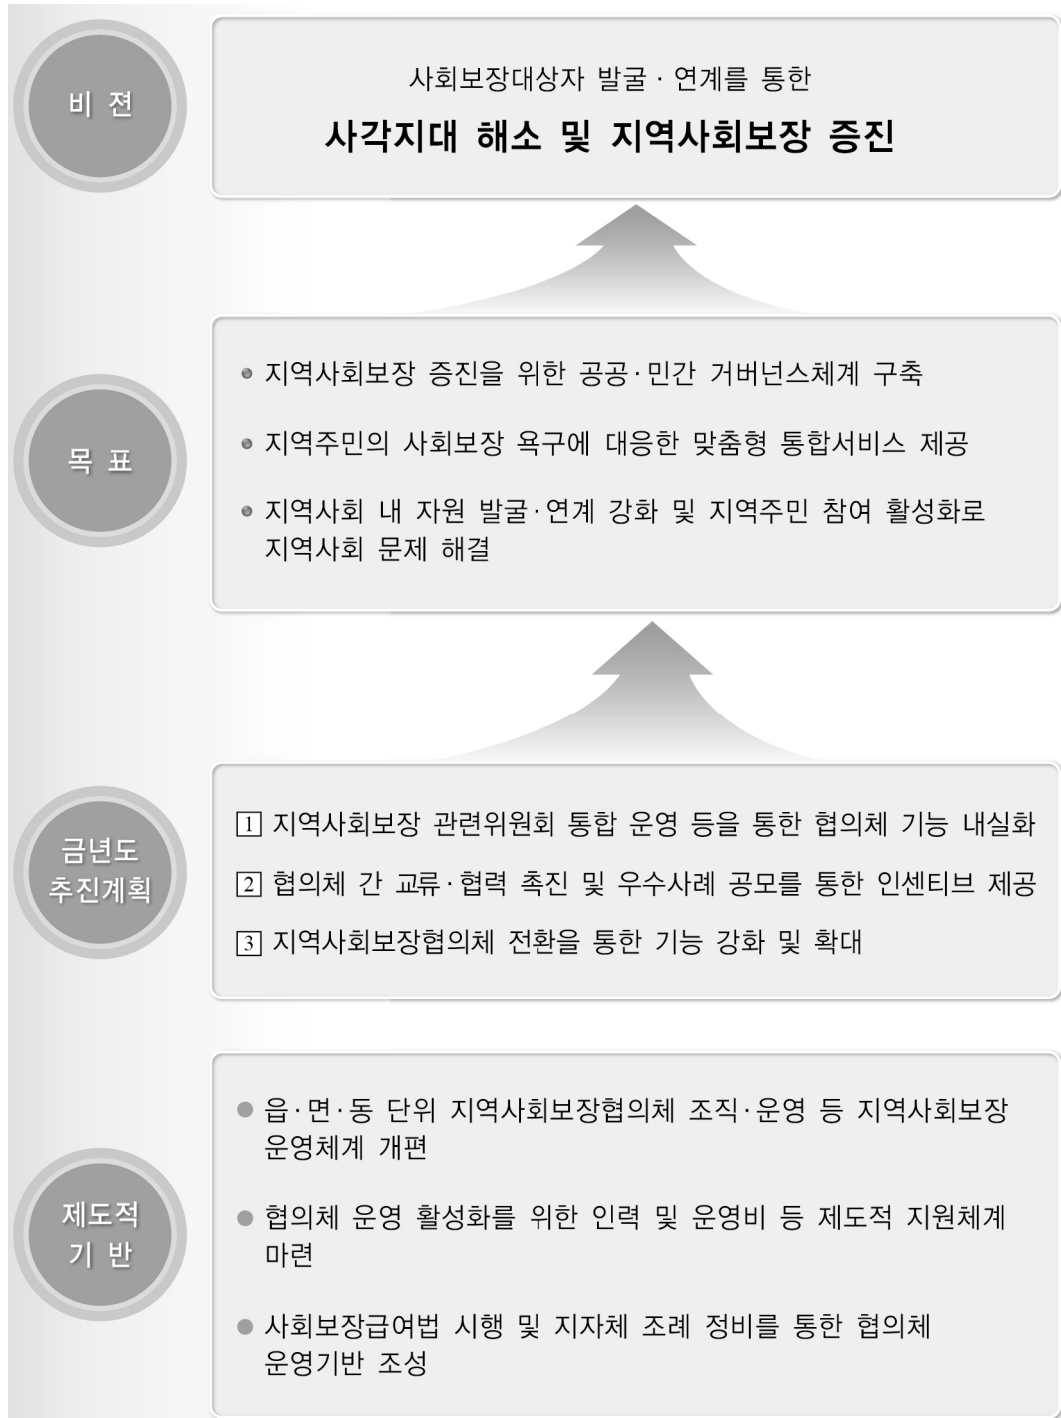 비 젼
사회보장대상자 발굴·연계를 통한
사각지대 해소 및 지역사회보장 증진
목 표
지역사회보장 증진을 위한 공공·민간 거버넌스체계 구축
지역주민의 사회보장 욕구에 대응한 맞춤형 통합서비스 제공
지역사회 내 자원 발굴·연계 강화 및 지역주민 참여 활성화로
지역사회 문제 해결
금년도
추진계획
1 지역사회보장 관련위원회 통합 운영 등을 통한 협의체 기능 내실화
2 협의체 간 교류·협력 촉진 및 우수사례 공모를 통한 인센티브 제공
3 지역사회보장협의체 전환을 통한 기능 강화 및 확대
제도적
기 반
읍·면·동 단위 지역사회보장협의체 조직·운영 등 지역사회보장
운영체계 개편
협의체 운영 활성화를 위한 인력 및 운영비 등 제도적 지원체계
마련
사회보장급여법 시행 및 지자체 조례 정비를 통한 협의체
운영기반 조성